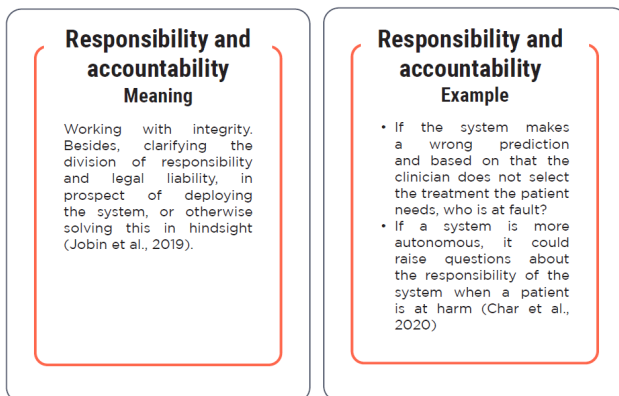 Responsibility and
accountability
Meaning
Working with integrity.
Besides, clarifying the
division of responsibility
and legal liability, in
prospect of deploying
the system, or otherwise
solving this in hindsight
(Jobin et al., 2019).
Responsibility and
accountability
Example
• If the system makes
a wrong prediction
and based on that the
clinician does not select
the treatment the patient
needs, who is at fault?
• If a system is more
autonomous, it could
raise questions about
the responsibility of the
system when a patient
is at harm (Char et al.,
2020)